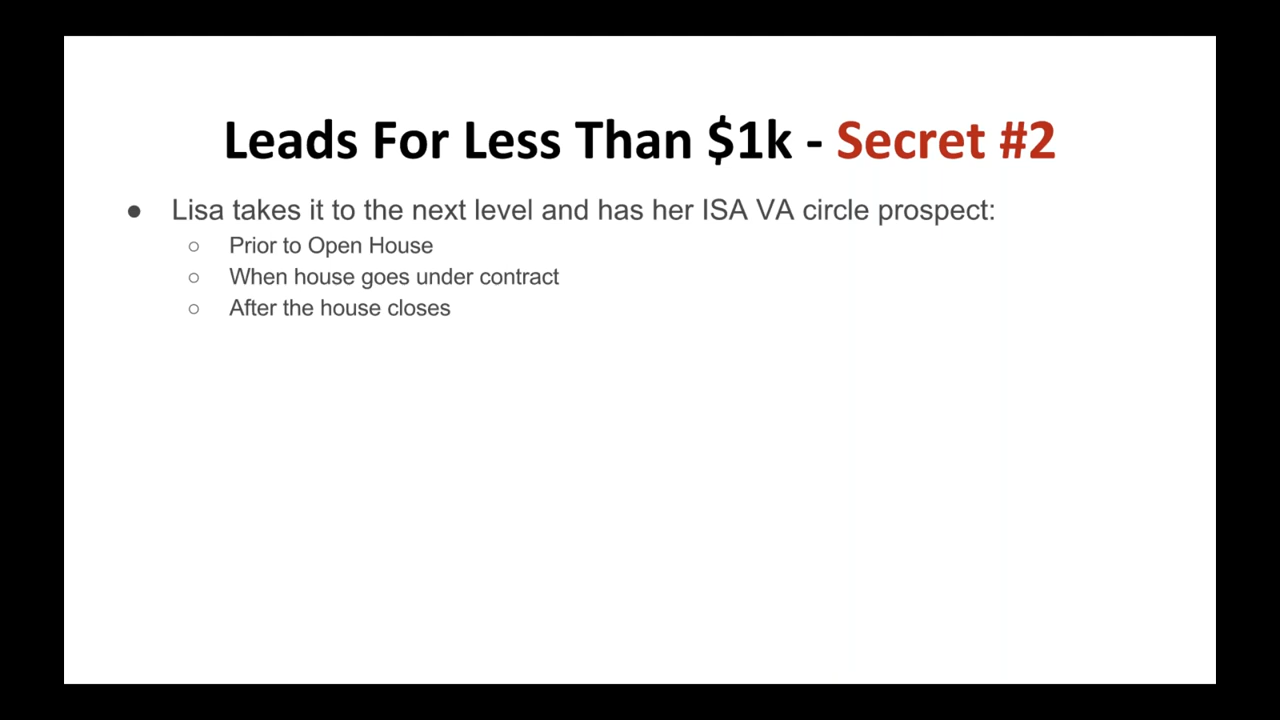 Leads For Less Than $1k - Secret #2
● Lisa takes it to the next level and has her ISA VA circle prospect:
○ Prior to Open House
○ When house goes under contract
○ After the house closes